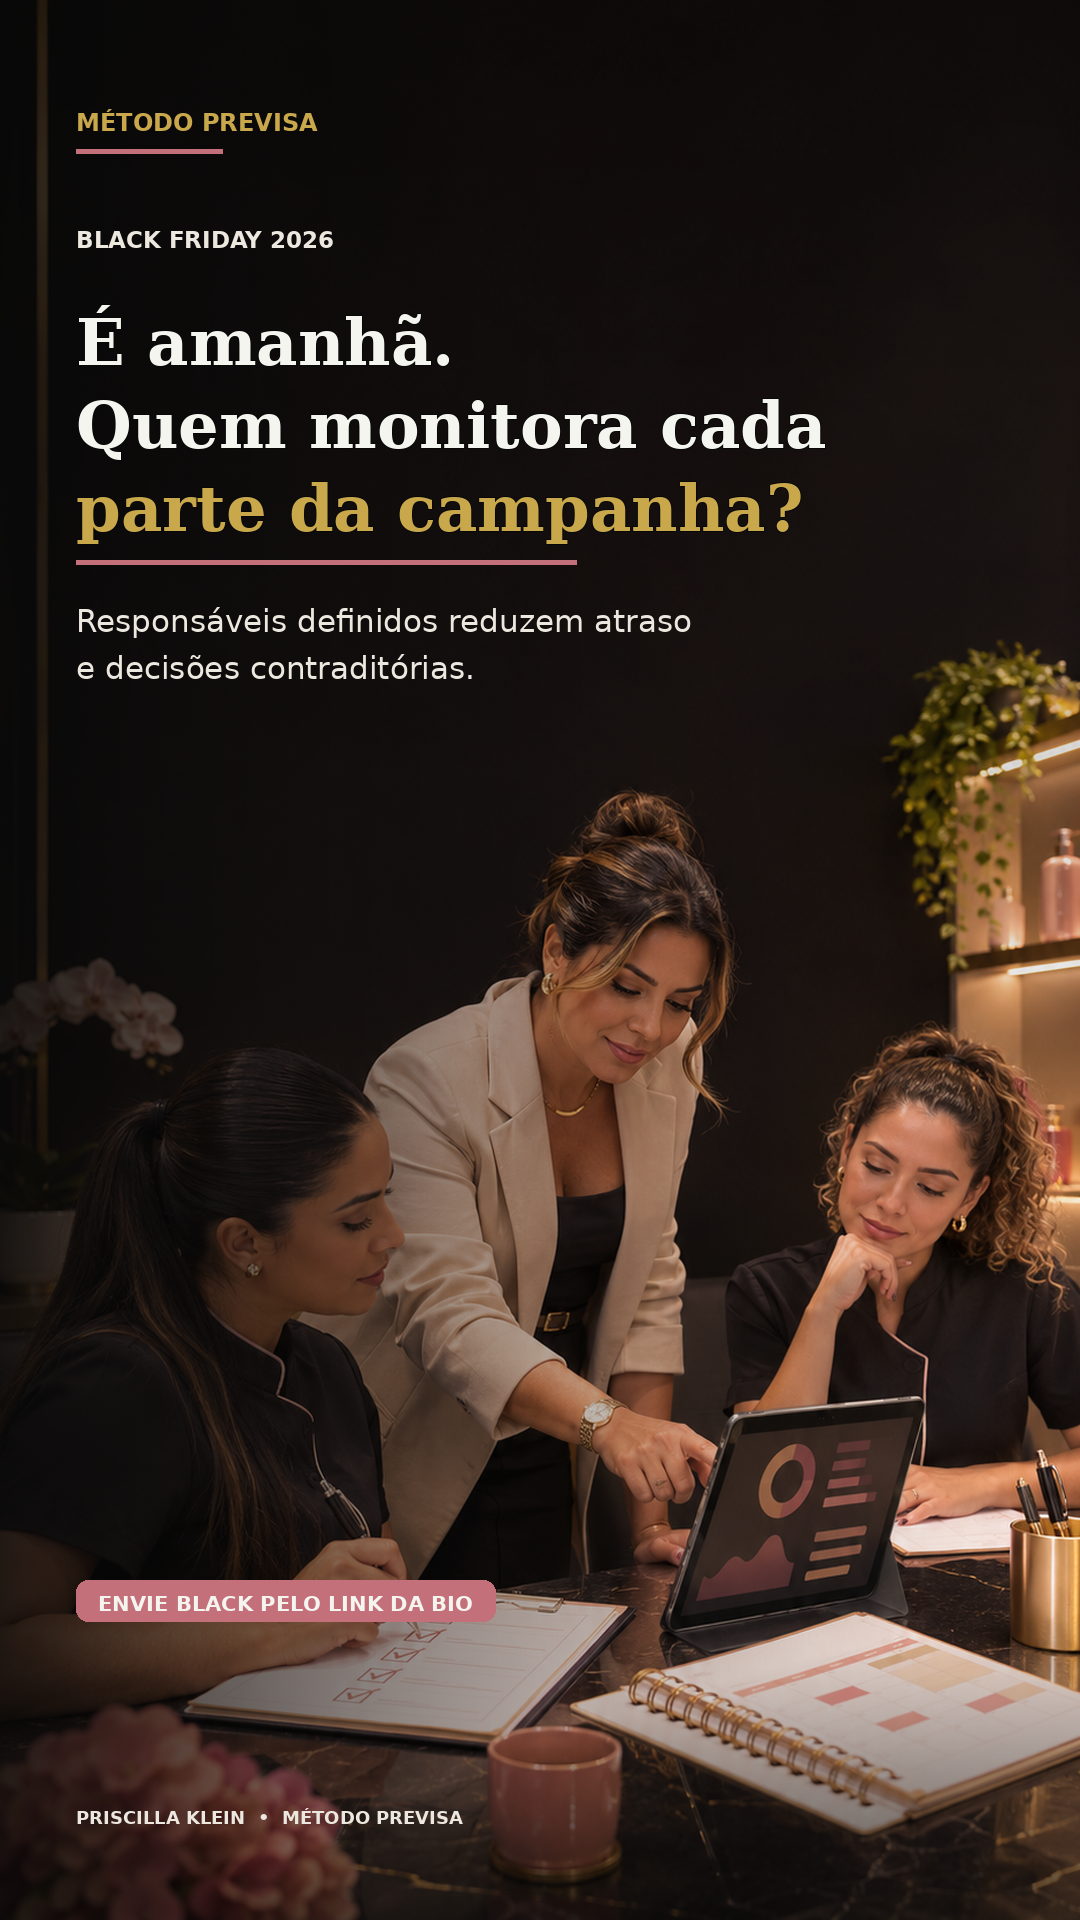 MÉTODO PREVISA
BLACK FRIDAY 2026
É amanhã.
Quem monitora cada
parte da campanha?
Responsáveis definidos reduzem atraso
e decisões contraditórias.
ENVIE BLACK PELO LINK DA BIO
PRISCILLA KLEIN • MÉTODO PREVISA